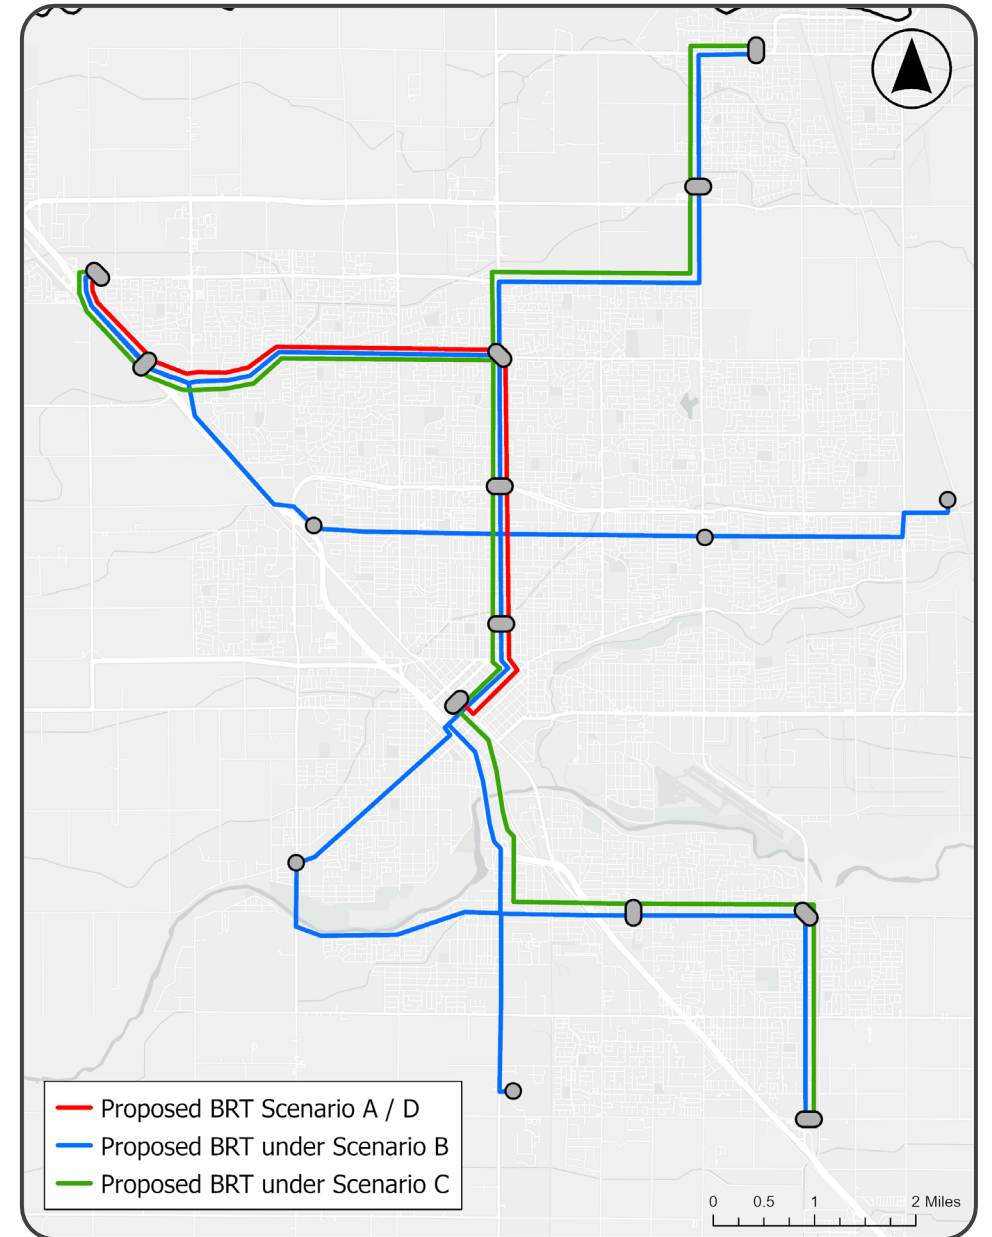 Proposed BRT Scenario A / D
Proposed BRT under Scenario B
Proposed BRT under Scenario C
0 0.5 1 2 Miles